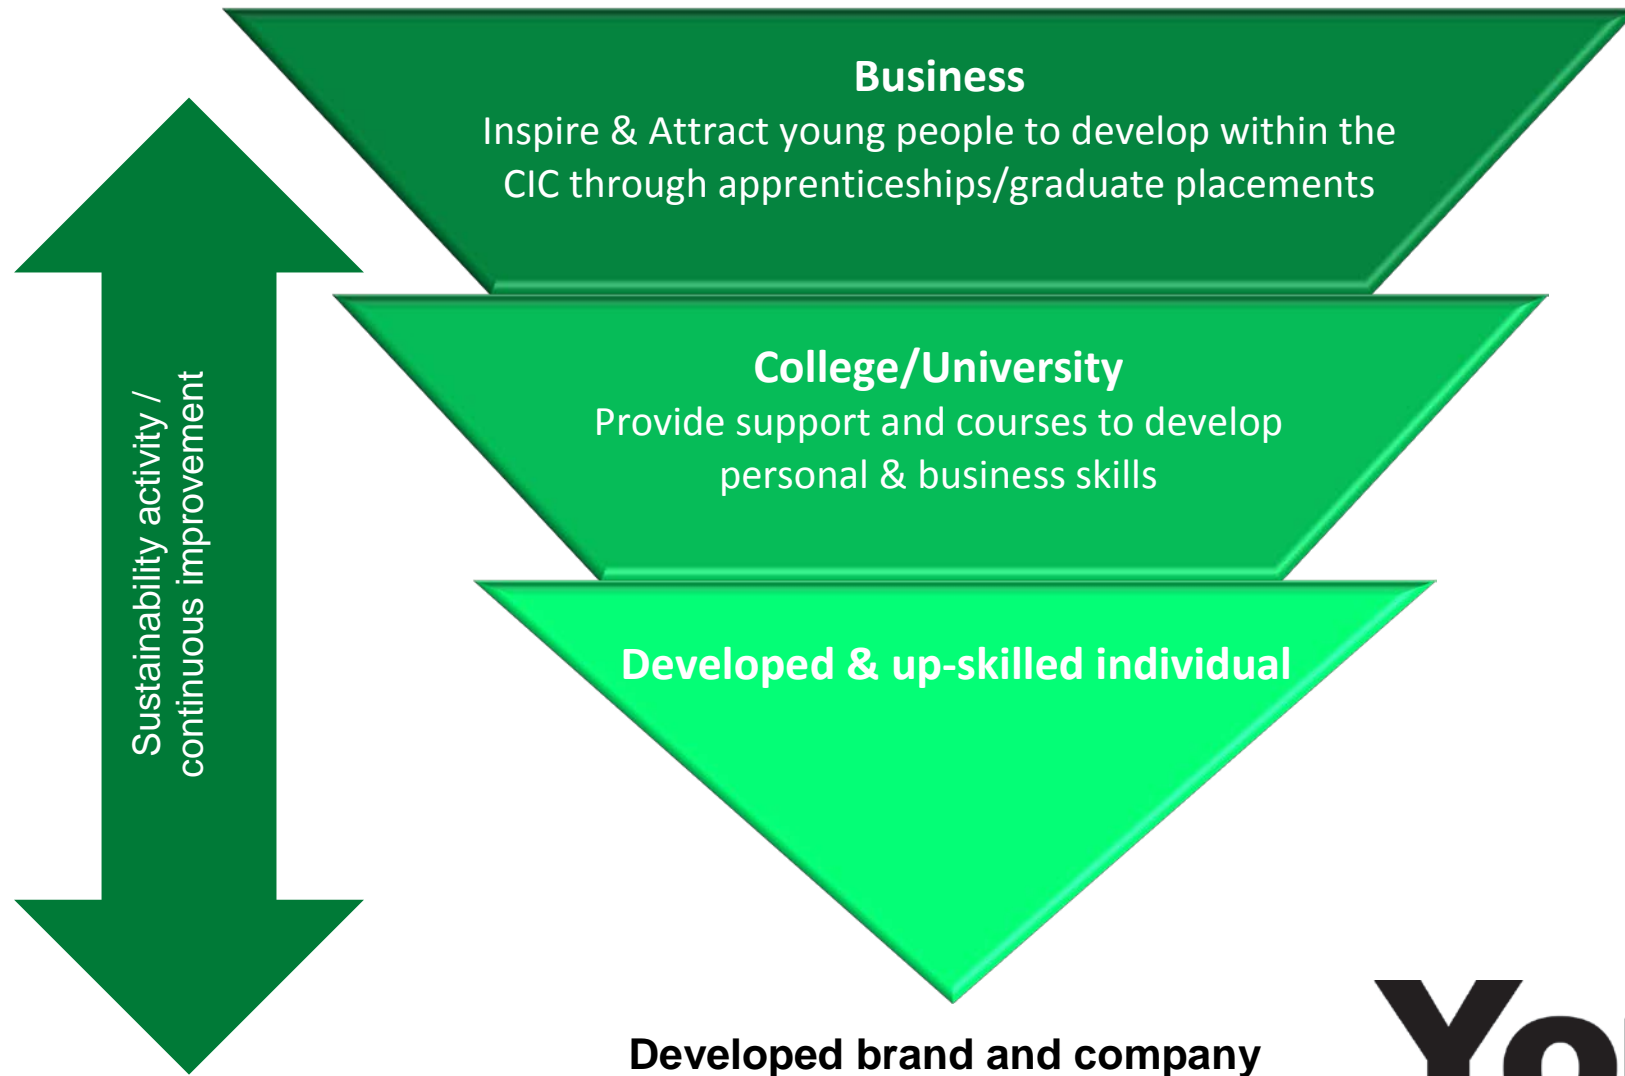 Business
Inspire & Attract young people to develop within the
CIC through apprenticeships/graduate placements
Sustainability activity /
continuous improvement
College/University
Provide support and courses to develop
personal & business skills
Developed & up-skilled individual
Developed brand and company